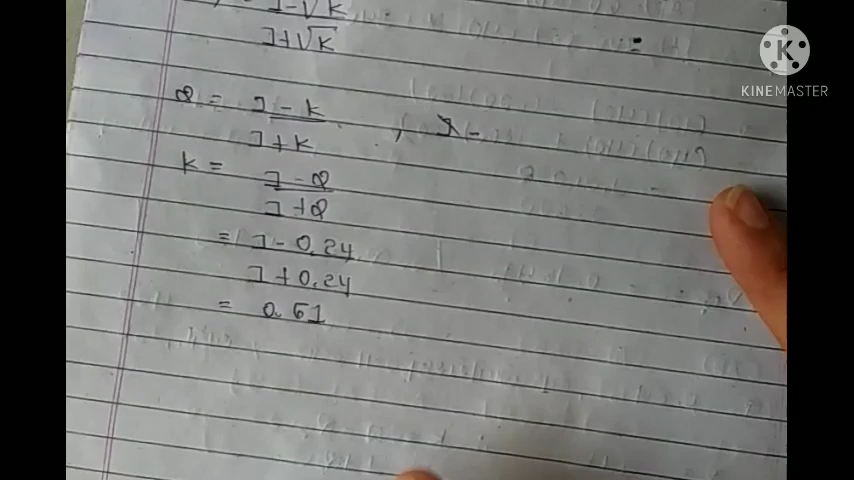 1-√k
1+√k
K
KINEMASTER
Q = 1 - k
1 + k
, Y -
k = 1 - Q
1 + Q
= 1 - 0.24
1 + 0.24
= 0.61